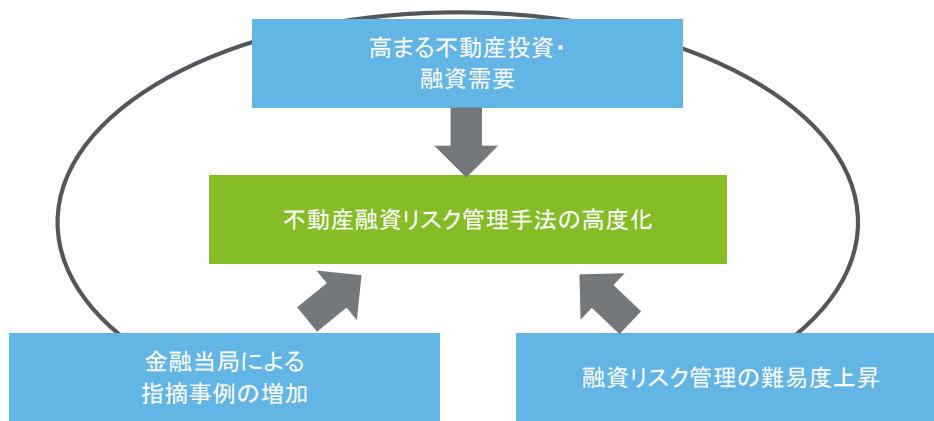 高まる不動産投資・
融資需要
不動産融資リスク管理手法の高度化
金融当局による
指摘事例の増加
融資リスク管理の難易度上昇